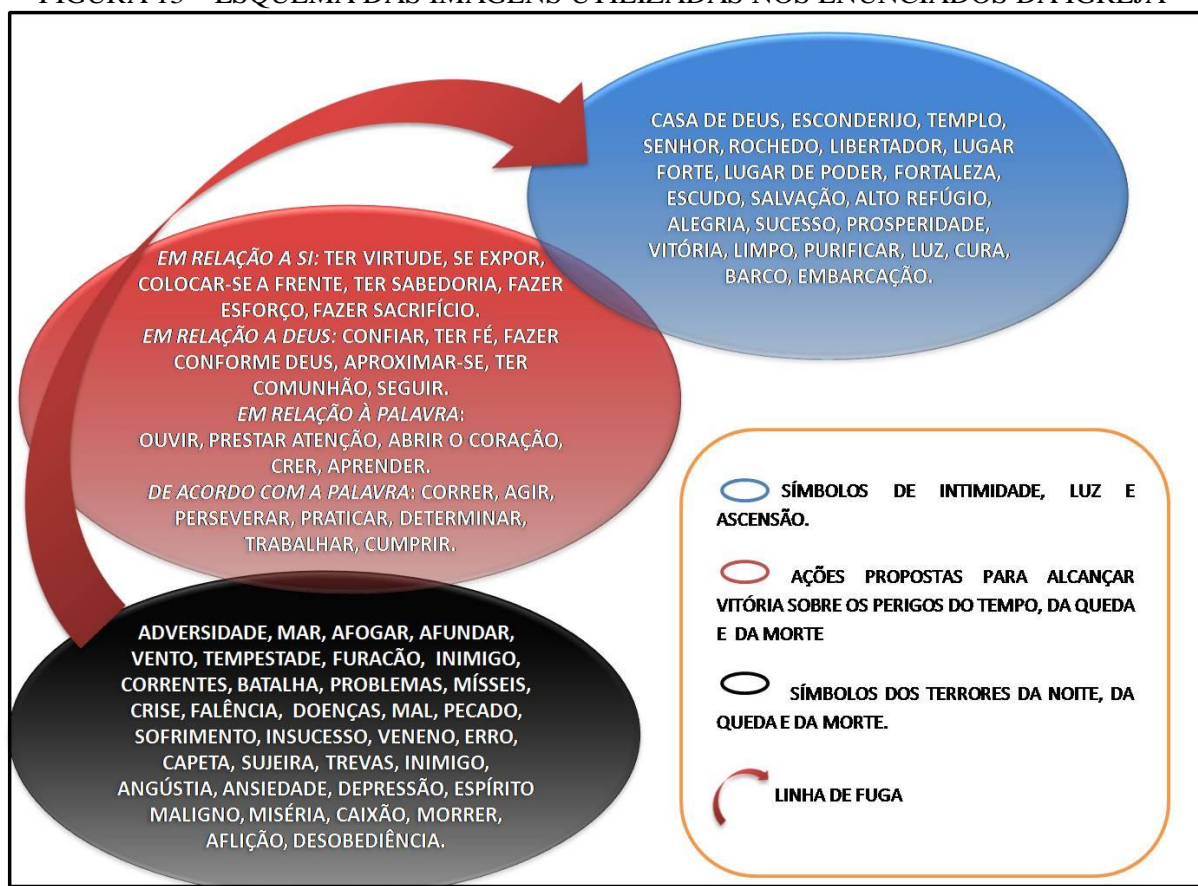 FIGURA 15 – ESQUEMA DAS IMAGENS UTILIZADAS NOS ENUNCIADOS DA IGREJA
CASA DE DEUS, ESCONDERIJO, TEMPLO,
SENHOR, ROCHEDO, LIBERTADOR, LUGAR
FORTE, LUGAR DE PODER, FORTALEZA,
ESCUDO, SALVAÇÃO, ALTO REFÚGIO,
ALEGRIA, SUCESSO, PROSPERIDADE,
VITÓRIA, LIMPO, PURIFICAR, LUZ, CURA,
BARCO, EMBARCAÇÃO.
EM RELAÇÃO A SI: TER VIRTUDE, SE EXPOR,
COLOCAR-SE A FRENTE, TER SABEDORIA, FAZER
ESFORÇO, FAZER SACRIFÍCIO.
EM RELAÇÃO A DEUS: CONFIAR, TER FÉ, FAZER
CONFORME DEUS, APROXIMAR-SE, TER
COMUNHÃO, SEGUIR.
EM RELAÇÃO À PALAVRA:
OUVIR, PRESTAR ATENÇÃO, ABRIR O CORAÇÃO,
CRER, APRENDER.
DE ACORDO COM A PALAVRA: CORRER, AGIR,
PERSEVERAR, PRATICAR, DETERMINAR,
TRABALHAR, CUMPRIR.
ADVERSIDADE, MAR, AFOGAR, AFUNDAR,
VENTO, TEMPESTADE, FURACÃO, INIMIGO,
CORRENTES, BATALHA, PROBLEMAS, MÍSSEIS,
CRISE, FALÊNCIA, DOENÇAS, MAL, PECADO,
SOFRIMENTO, INSUCESSO, VENENO, ERRO,
CAPETA, SUJEIRA, TREVAS, INIMIGO,
ANGÚSTIA, ANSIEDADE, DEPRESSÃO, ESPÍRITO
MALIGNO, MISÉRIA, CAIXÃO, MORRER,
AFLIÇÃO, DESOBEDIÊNCIA.
SÍMBOLOS DE INTIMIDADE, LUZ E
ASCENSÃO.
AÇÕES PROPOSTAS PARA ALCANÇAR
VITÓRIA SOBRE OS PERIGOS DO TEMPO, DA QUEDA
E DA MORTE
SÍMBOLOS DOS TERRORES DA NOITE, DA
QUEDA E DA MORTE.
LINHA DE FUGA